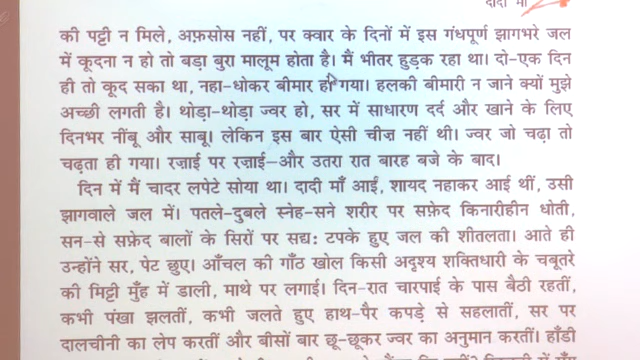 दादी माँ
की पट्टी न मिले, अफ़सोस नहीं, पर क्वार के दिनों में इस गंधपूर्ण झागभरे जल
में कूदना न हो तो बड़ा बुरा मालूम होता है। मैं भीतर हुड़क रहा था। दो-एक दिन
ही तो कूद सका था, नहा-धोकर बीमार हो गया। हलकी बीमारी न जाने क्यों मुझे
अच्छी लगती है। थोड़ा-थोड़ा ज्वर हो, सर में साधारण दर्द और खाने के लिए
दिनभर नींबू और साबू। लेकिन इस बार ऐसी चीज़ नहीं थी। ज्वर जो चढ़ा तो
चढ़ता ही गया। रज़ाई पर रज़ाई—और उतरा रात बारह बजे के बाद।
दिन में मैं चादर लपेटे सोया था। दादी माँ आईं, शायद नहाकर आई थीं, उसी
झागवाले जल में। पतले-दुबले स्नेह-सने शरीर पर सफ़ेद किनारीहीन धोती,
सन-से सफ़ेद बालों के सिरों पर सद्य: टपके हुए जल की शीतलता। आते ही
उन्होंने सर, पेट छुए। आँचल की गाँठ खोल किसी अदृश्य शक्तिधारी के चबूतरे
की मिट्टी मुँह में डाली, माथे पर लगाई। दिन-रात चारपाई के पास बैठी रहतीं,
कभी पंखा झलतीं, कभी जलते हुए हाथ-पैर कपड़े से सहलातीं, सर पर
दालचीनी का लेप करतीं और बीसों बार छू-छूकर ज्वर का अनुमान करतीं। हाँडी